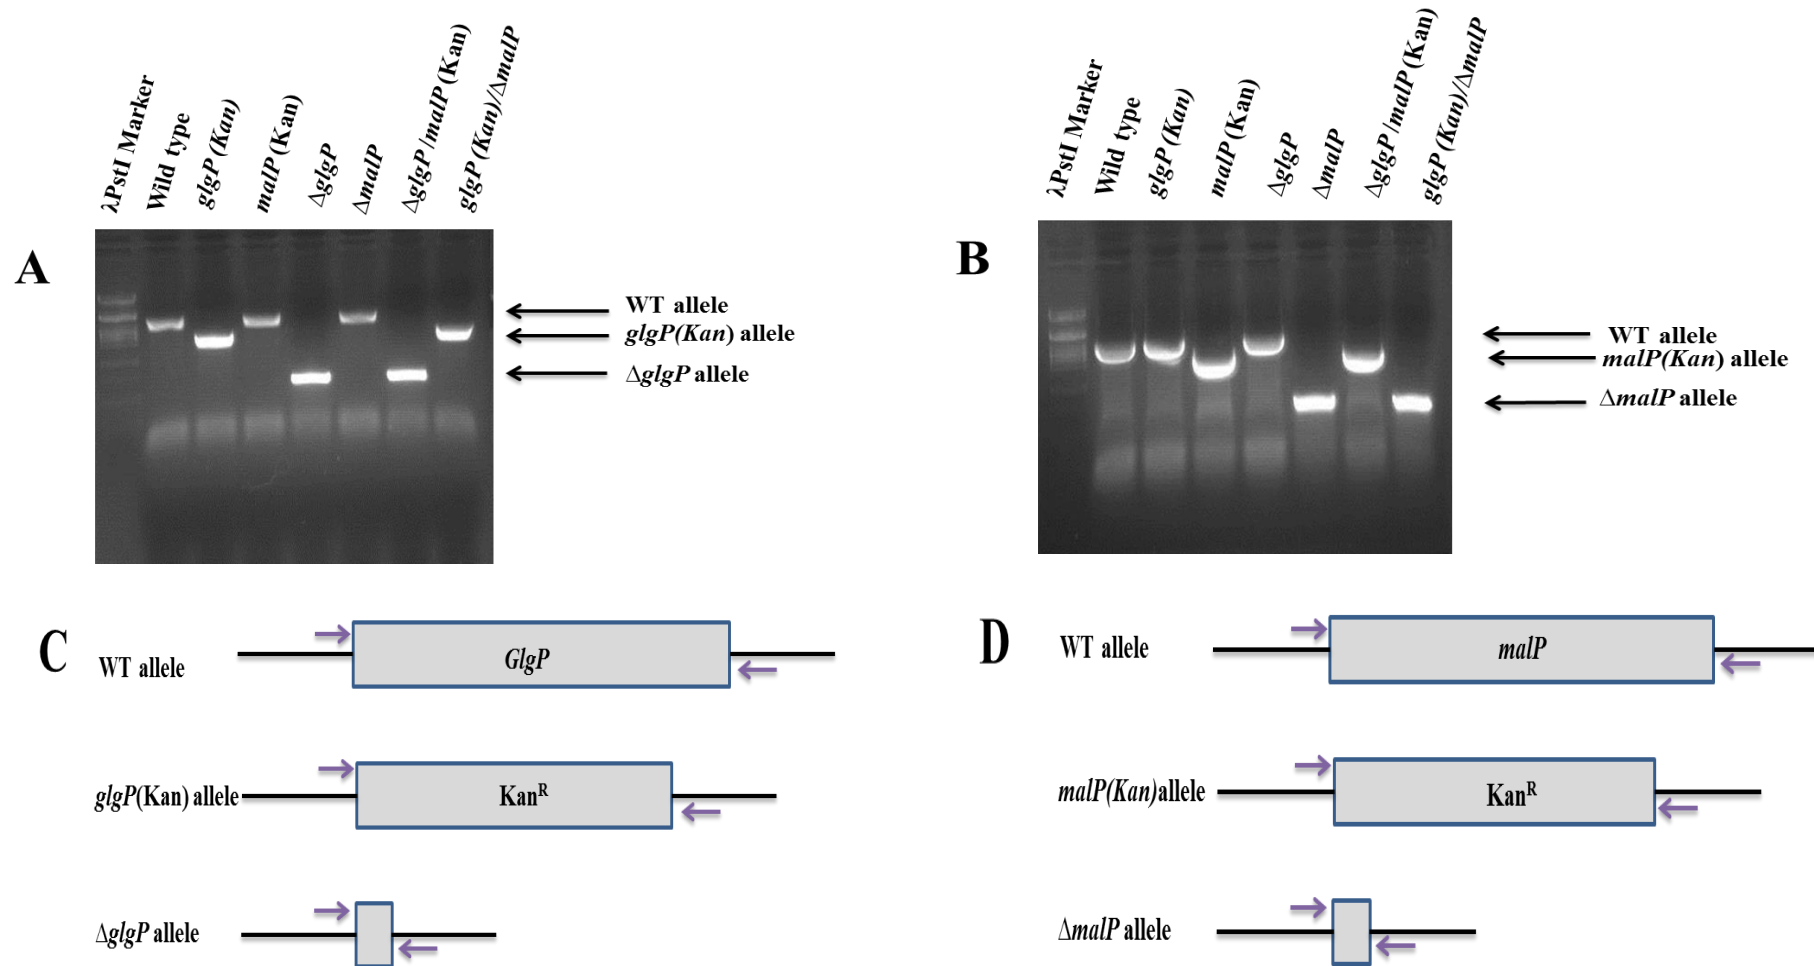 λPstI Marker
Wild type
glgP (Kan)
malP (Kan)
ΔglgP
ΔmalP
ΔglgP /malP (Kan)
glgP (Kan)/ΔmalP
A
WT allele
glgP(Kan) allele
ΔglgP allele
λPstI Marker
Wild type
glgP (Kan)
malP (Kan)
ΔglgP
ΔmalP
ΔglgP /malP (Kan)
glgP (Kan)/ΔmalP
B
WT allele
malP(Kan) allele
ΔmalP allele
C
WT allele
GlgP
glgP(Kan) allele
KanR
ΔglgP allele
D
WT allele
malP
malP(Kan)allele
KanR
ΔmalP allele